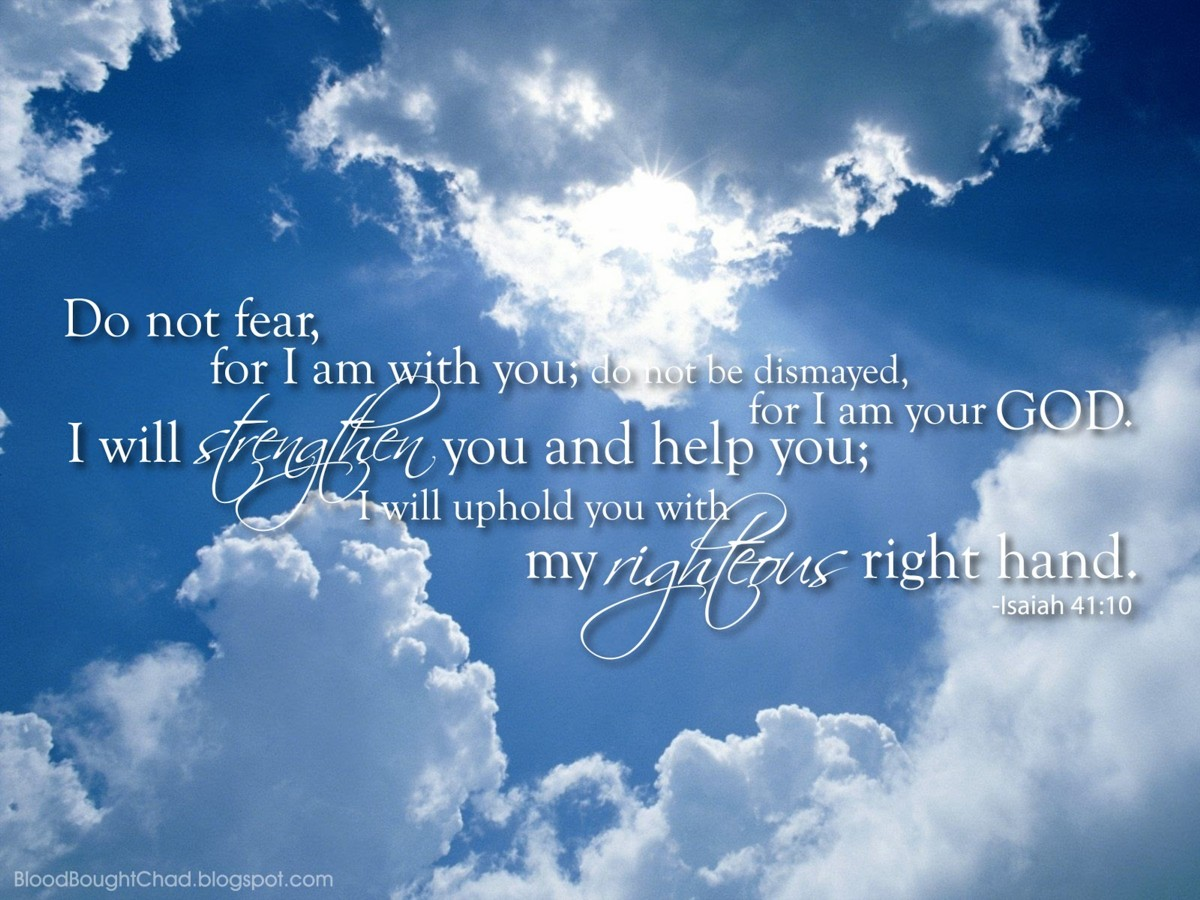 Do not fear,
for I am with you; do not be dismayed,
for I am your GOD.
I will strengthen you and help you;
I will uphold you with
my righteous right hand.
-Isaiah 41:10
BloodBoughtChad.blogspot.com